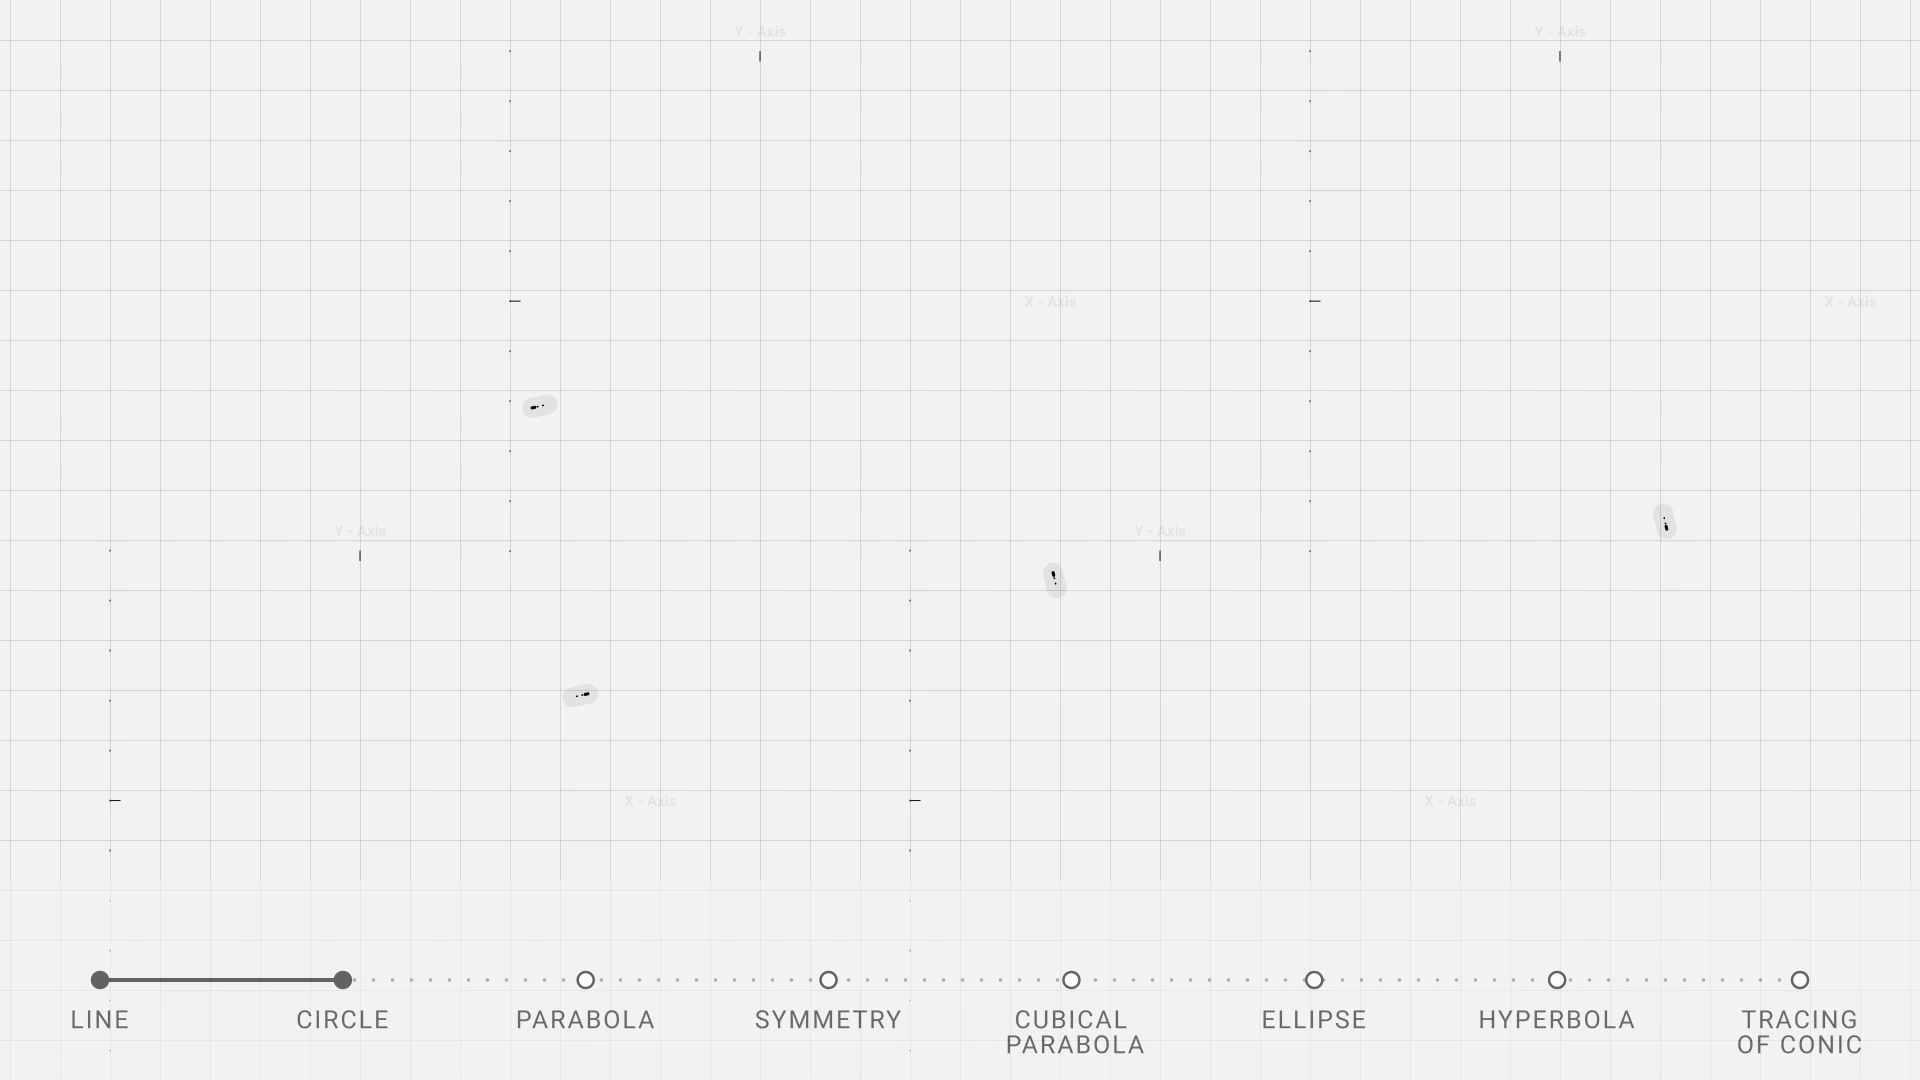 Y - Axis
Y - Axis
X - Axis
X - Axis
Y - Axis
Y - Axis
X - Axis
X - Axis
LINE
CIRCLE
PARABOLA
SYMMETRY
CUBICAL
PARABOLA
ELLIPSE
HYPERBOLA
TRACING
OF CONIC